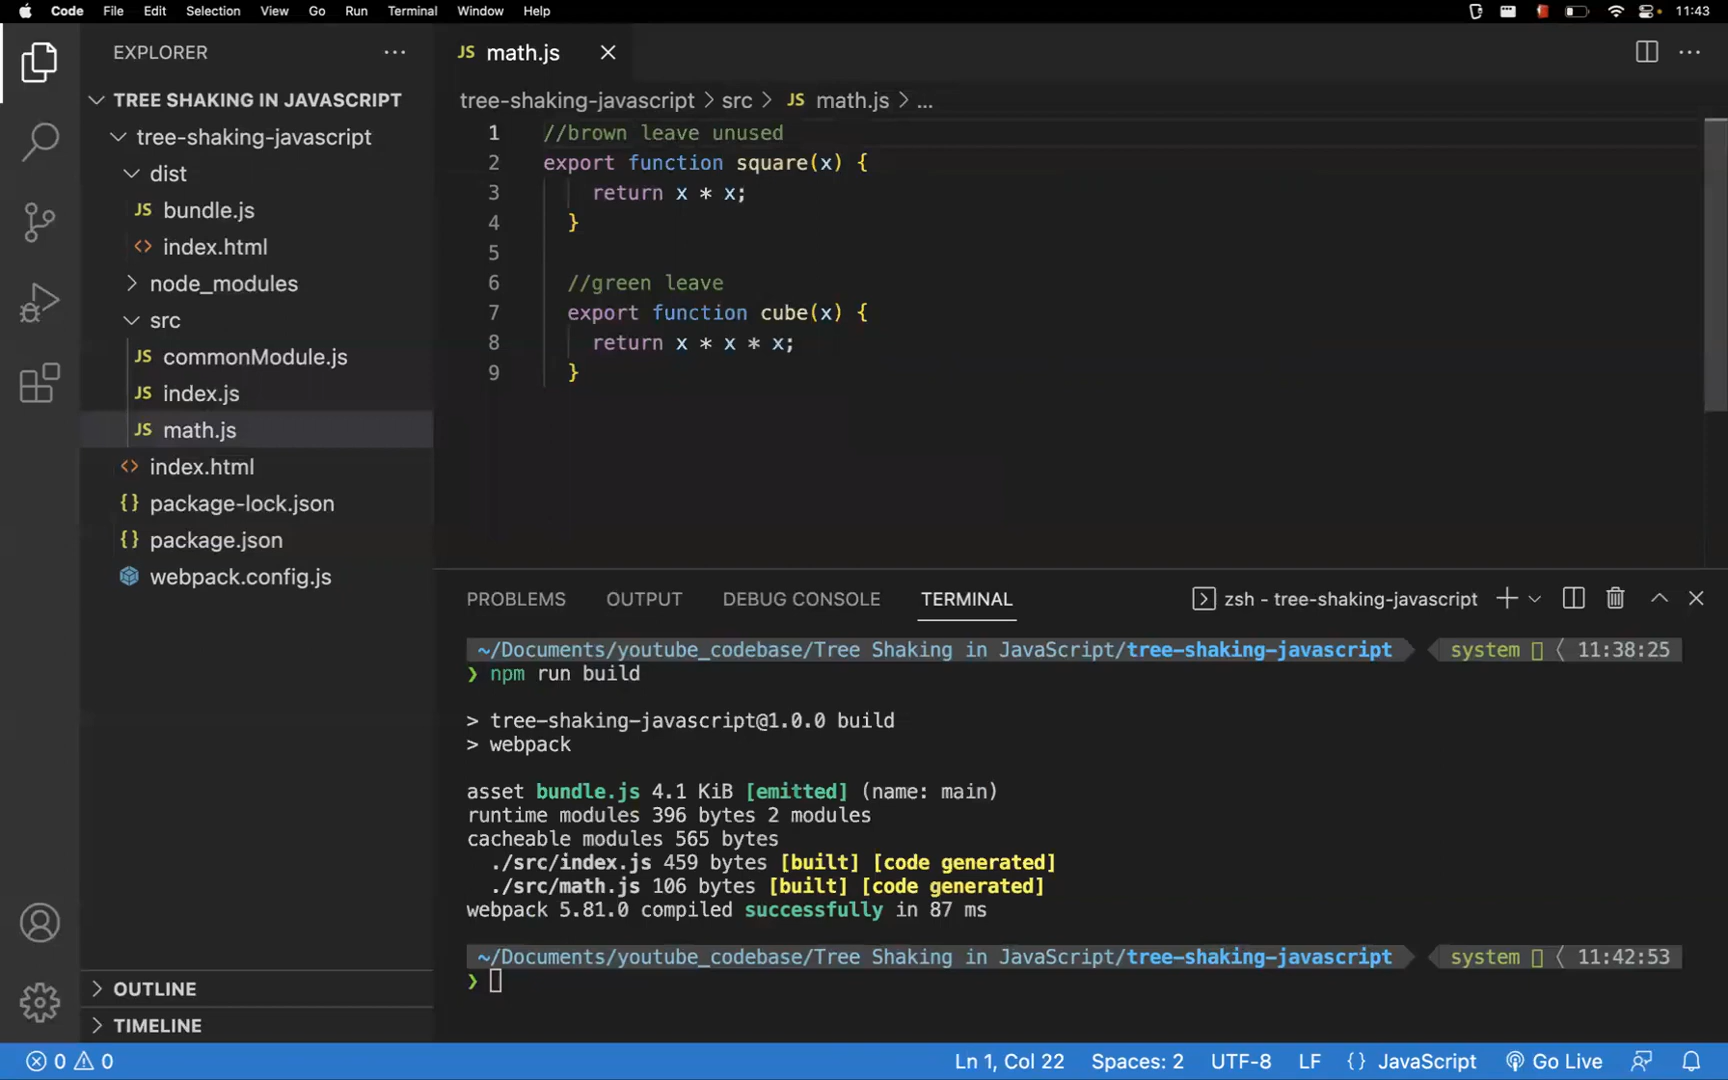 Code File Edit Selection View Go Run Terminal Window Help 11:43
EXPLORER
TREE SHAKING IN JAVASCRIPT
tree-shaking-javascript
dist
JS bundle.js
<> index.html
node_modules
src
JS commonModule.js
JS index.js
JS math.js
<> index.html
{} package-lock.json
{} package.json
webpack.config.js
OUTLINE
TIMELINE
JS math.js
tree-shaking-javascript > src > JS math.js > ...
1 //brown leave unused
2 export function square(x) {
3 return x * x;
4 }
5
6 //green leave
7 export function cube(x) {
8 return x * x * x;
9 }
PROBLEMS OUTPUT DEBUG CONSOLE TERMINAL zsh - tree-shaking-javascript
~/Documents/youtube_codebase/Tree Shaking in JavaScript/tree-shaking-javascript system 11:38:25
❯ npm run build
> tree-shaking-javascript@1.0.0 build
> webpack
asset bundle.js 4.1 KiB [emitted] (name: main)
runtime modules 396 bytes 2 modules
cacheable modules 565 bytes
./src/index.js 459 bytes [built] [code generated]
./src/math.js 106 bytes [built] [code generated]
webpack 5.81.0 compiled successfully in 87 ms
~/Documents/youtube_codebase/Tree Shaking in JavaScript/tree-shaking-javascript system 11:42:53
❯
0 0 Ln 1, Col 22 Spaces: 2 UTF-8 LF {} JavaScript Go Live